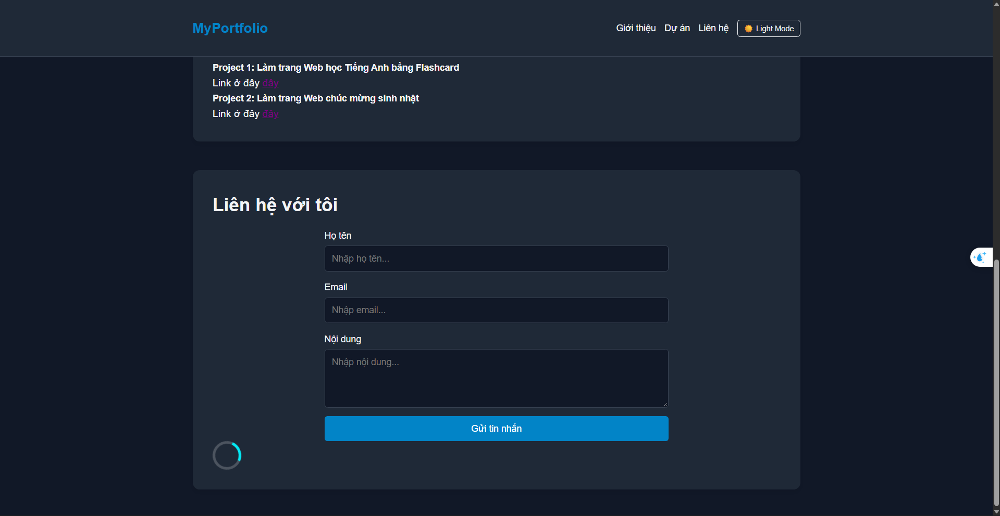 MyPortfolio
Giới thiệu Dự án Liên hệ Light Mode
Project 1: Làm trang Web học Tiếng Anh bằng Flashcard
Link ở đây đây
Project 2: Làm trang Web chúc mừng sinh nhật
Link ở đây đây
Liên hệ với tôi
Họ tên
Nhập họ tên...
Email
Nhập email...
Nội dung
Nhập nội dung...
Gửi tin nhắn